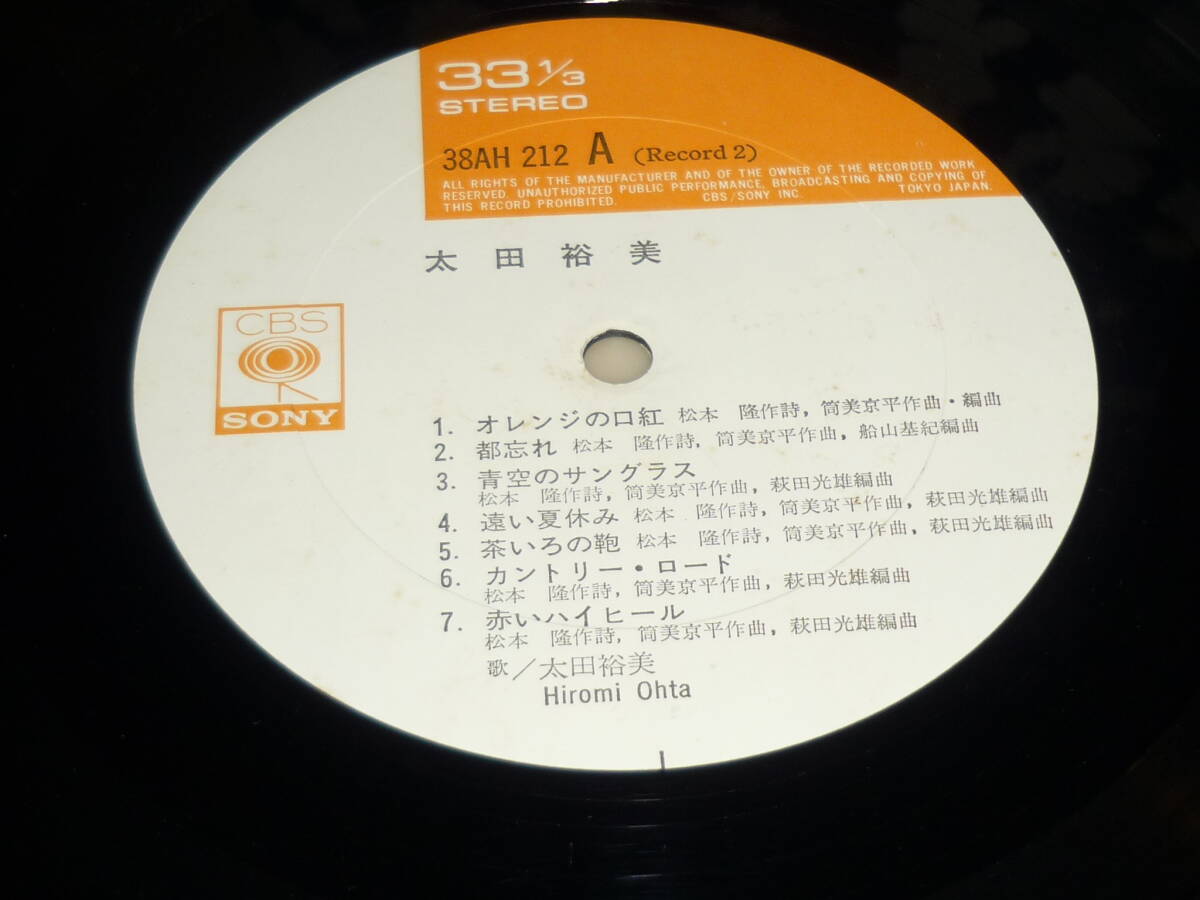 33 1/3
STEREO
38AH 212 A (Record 2)
ALL RIGHTS OF THE MANUFACTURER AND OF THE OWNER OF THE RECORDED WORK
RESERVED. UNAUTHORIZED PUBLIC PERFORMANCE, BROADCASTING AND COPYING OF
THIS RECORD PROHIBITED. CBS/SONY INC. TOKYO JAPAN.
太田裕美
CBS
SONY
1. オレンジの口紅 松本 隆作詩，筒美京平作曲・編曲
2. 都忘れ 松本 隆作詩，筒美京平作曲，船山基紀編曲
3. 青空のサングラス
松本 隆作詩，筒美京平作曲，萩田光雄編曲
4. 遠い夏休み 松本 隆作詩，筒美京平作曲，萩田光雄編曲
5. 茶いろの鞄 松本 隆作詩，筒美京平作曲，萩田光雄編曲
6. カントリー・ロード
松本 隆作詩，筒美京平作曲，萩田光雄編曲
7. 赤いハイヒール
松本 隆作詩，筒美京平作曲，萩田光雄編曲
歌／太田裕美
Hiromi Ohta